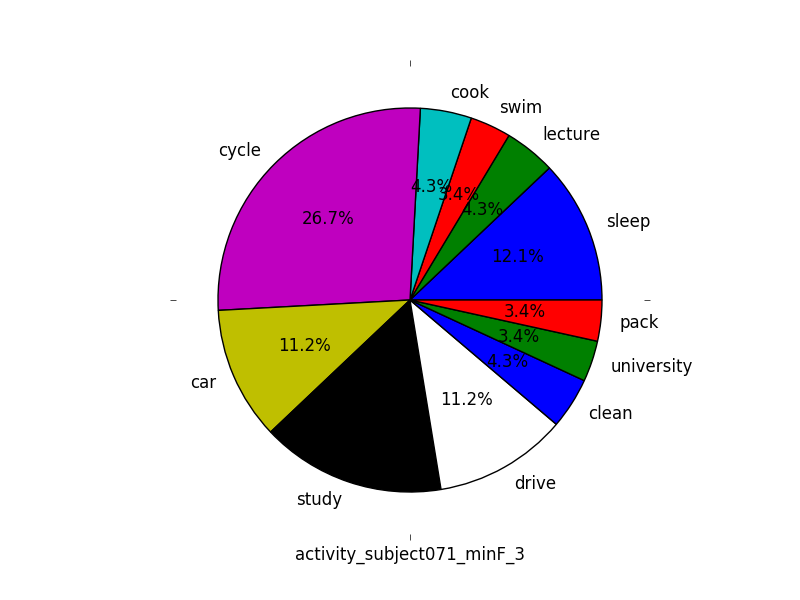 cook
swim
cycle
lecture
4.3%
3.4%
4.3%
26.7%
sleep
12.1%
3.4%
pack
3.4%
11.2%
4.3%
university
car
11.2%
clean
drive
study
activity_subject071_minF_3